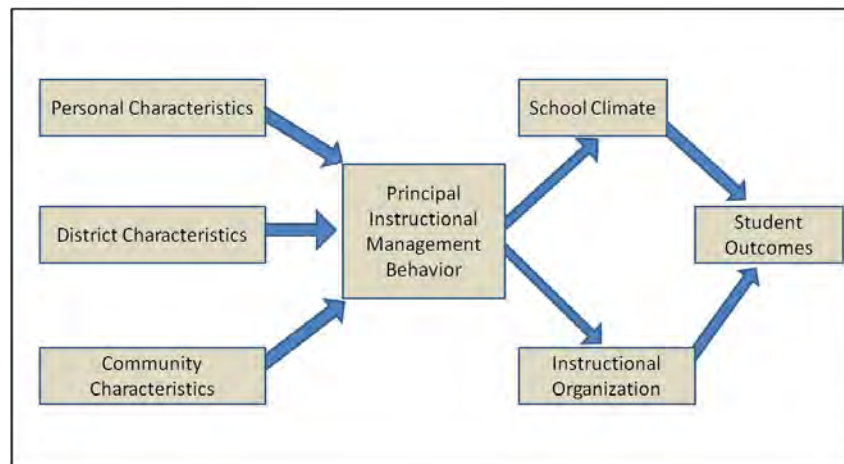 Personal Characteristics
District Characteristics
Community
Characteristics
Principal
Instructional
Management
Behavior
School Climate
Instructional
Organization
Student
Outcomes